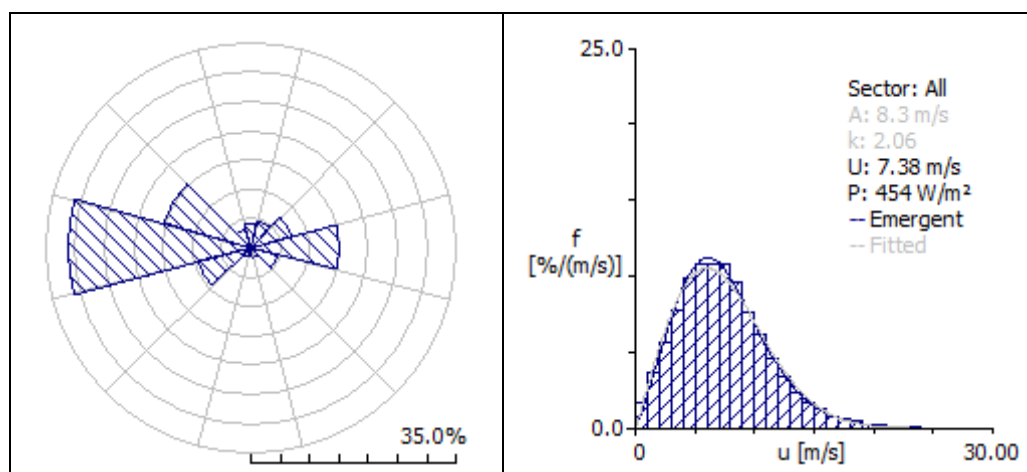 35.0%
25.0
Sector: All
A: 8.3 m/s
k: 2.06
U: 7.38 m/s
P: 454 W/m²
-- Emergent
-- Fitted
f
[%/(m/s)]
0.0
0
u [m/s]
30.00